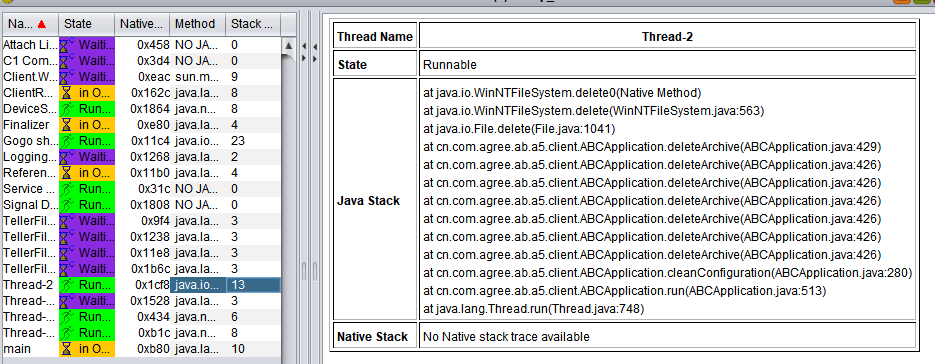 Na... State Native... Method Stack ...
Attach Li... Waiti... 0x458 NO JA... 0
C1 Com... Waiti... 0x3d4 NO JA... 0
Client.W... Waiti... 0xeac sun.m... 9
ClientR... in O... 0x162c java.la... 8
DeviceS... Run... 0x1864 java.n... 8
Finalizer in O... 0xe80 java.la... 4
Gogo sh... Run... 0x11c4 java.io... 23
Logging... Waiti... 0x1268 java.la... 2
Referen... in O... 0x11b0 java.la... 4
Service ... Run... 0x31c NO JA... 0
Signal D... Run... 0x1808 NO JA... 0
TellerFil... Waiti... 0x9f4 java.la... 3
TellerFil... Waiti... 0x1238 java.la... 3
TellerFil... Waiti... 0x11e8 java.la... 3
TellerFil... Waiti... 0x1b6c java.la... 3
Thread-2 Run... 0x1cf8 java.io... 13
Thread-... Waiti... 0x1528 java.la... 3
Thread-... Run... 0x434 java.n... 6
Thread-... Run... 0xb1c java.n... 8
main in O... 0xb80 java.la... 10
Thread Name Thread-2
State Runnable
Java Stack
at java.io.WinNTFileSystem.delete0(Native Method)
at java.io.WinNTFileSystem.delete(WinNTFileSystem.java:563)
at java.io.File.delete(File.java:1041)
at cn.com.agree.ab.a5.client.ABCApplication.deleteArchive(ABCApplication.java:429)
at cn.com.agree.ab.a5.client.ABCApplication.deleteArchive(ABCApplication.java:426)
at cn.com.agree.ab.a5.client.ABCApplication.deleteArchive(ABCApplication.java:426)
at cn.com.agree.ab.a5.client.ABCApplication.deleteArchive(ABCApplication.java:426)
at cn.com.agree.ab.a5.client.ABCApplication.deleteArchive(ABCApplication.java:426)
at cn.com.agree.ab.a5.client.ABCApplication.deleteArchive(ABCApplication.java:426)
at cn.com.agree.ab.a5.client.ABCApplication.deleteArchive(ABCApplication.java:426)
at cn.com.agree.ab.a5.client.ABCApplication.cleanConfiguration(ABCApplication.java:280)
at cn.com.agree.ab.a5.client.ABCApplication.run(ABCApplication.java:513)
at java.lang.Thread.run(Thread.java:748)
Native Stack No Native stack trace available